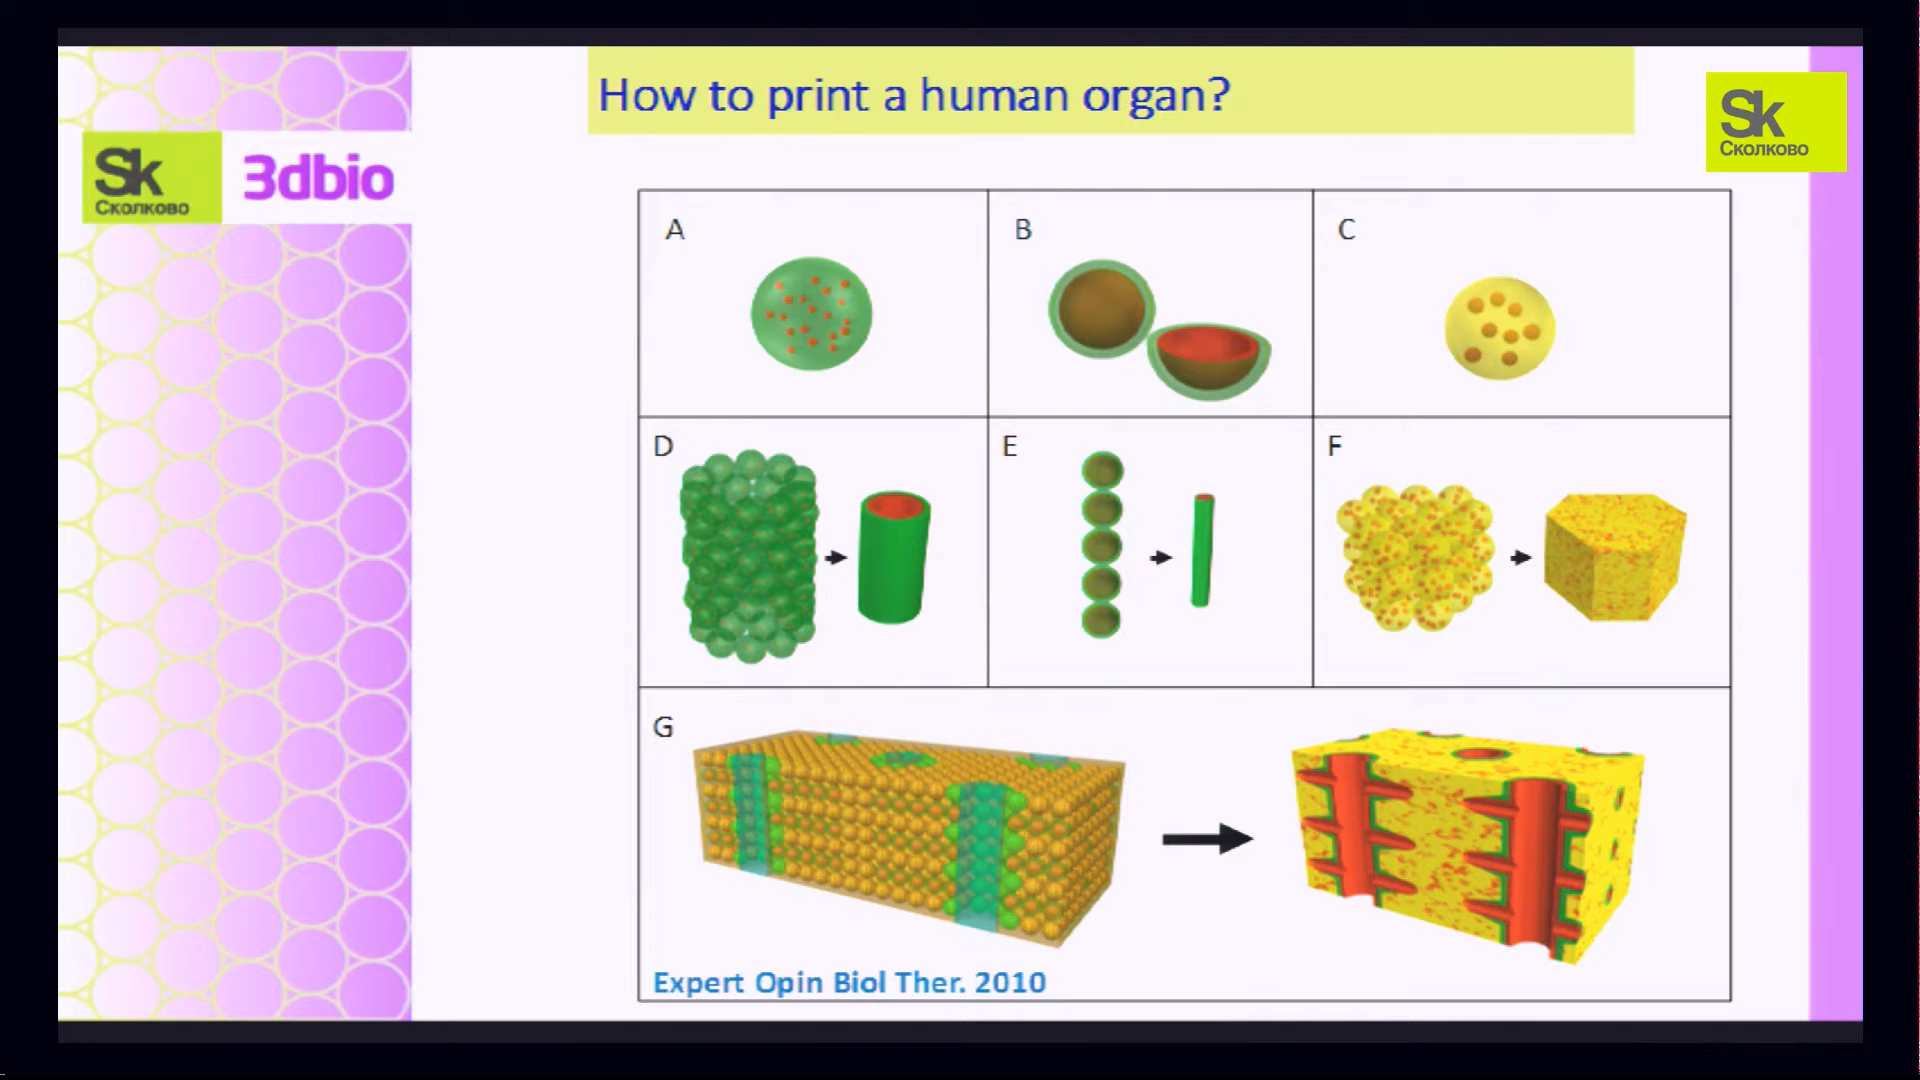 How to print a human organ?
Sk
Сколково
Sk
Сколково
3dbio
A
B
C
D
E
F
G
Expert Opin Biol Ther. 2010